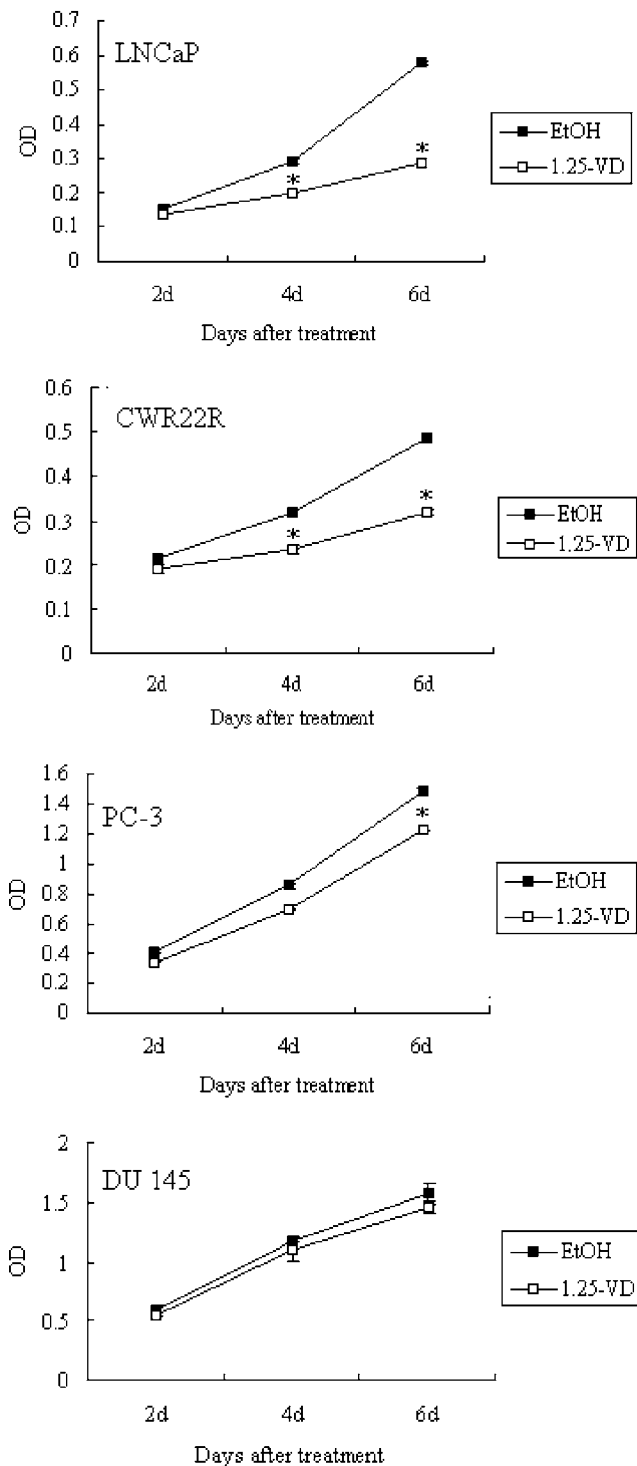 0.7
0.6
0.5
0.4
0.3
0.2
0.1
0
OD
LNCaP
*
*
EtOH
1.25-VD
2d 4d 6d
Days after treatment
0.6
0.5
0.4
0.3
0.2
0.1
0
OD
CWR22R
*
*
EtOH
1.25-VD
2d 4d 6d
Days after treatment
1.6
1.4
1.2
1
0.8
0.6
0.4
0.2
0
OD
PC-3
*
EtOH
1.25-VD
2d 4d 6d
Days after treatment
2
1.5
1
0.5
0
OD
DU 145
EtOH
1.25-VD
2d 4d 6d
Days after treatment